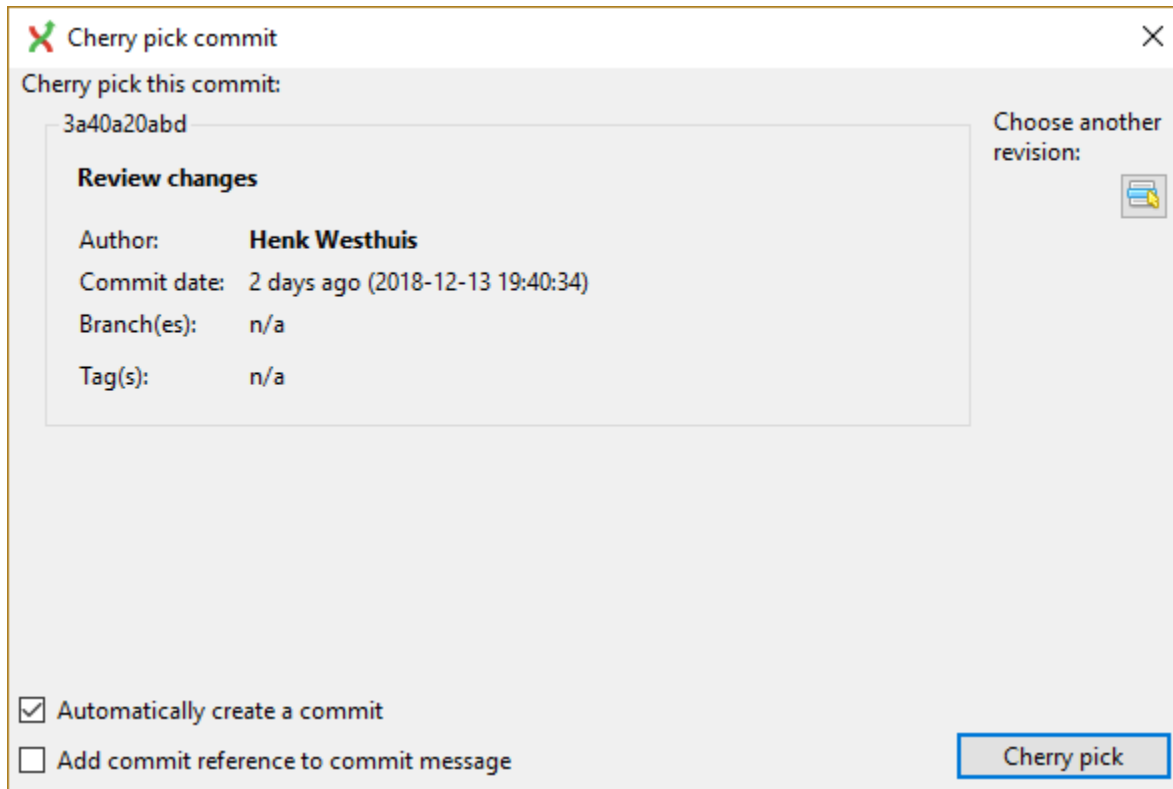 Cherry pick commit
Cherry pick this commit:
3a40a20abd
Choose another
revision:
Review changes
Author: Henk Westhuis
Commit date: 2 days ago (2018-12-13 19:40:34)
Branch(es): n/a
Tag(s): n/a
Automatically create a commit
Add commit reference to commit message
Cherry pick